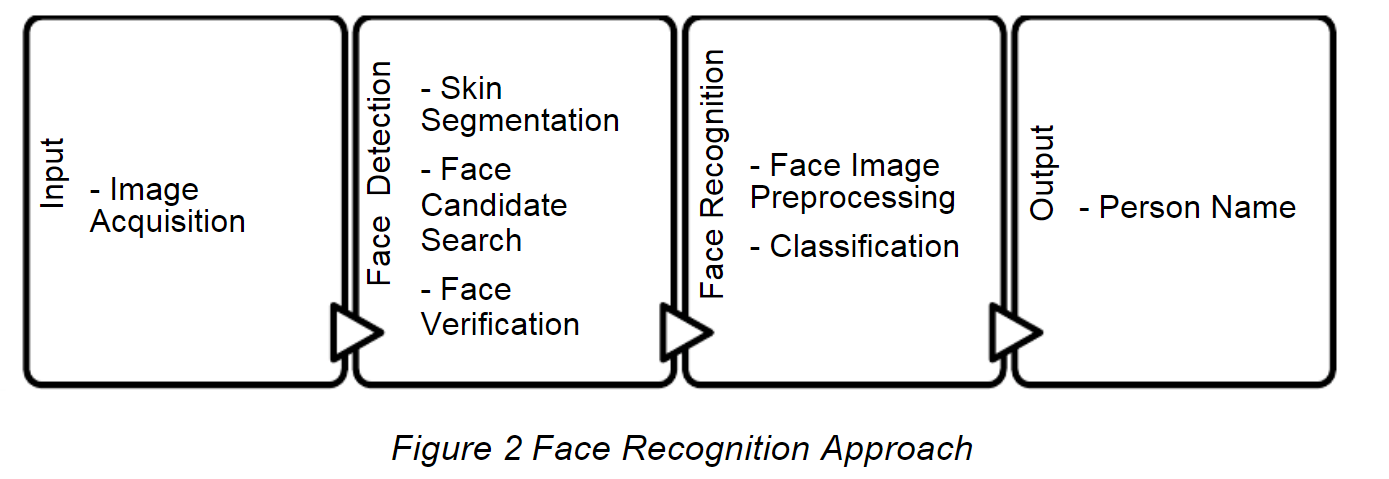 Input
- Image
Acquisition
Face Detection
- Skin
Segmentation
- Face
Candidate
Search
- Face
Verification
Face Recognition
- Face Image
Preprocessing
- Classification
Output
- Person Name
Figure 2 Face Recognition Approach